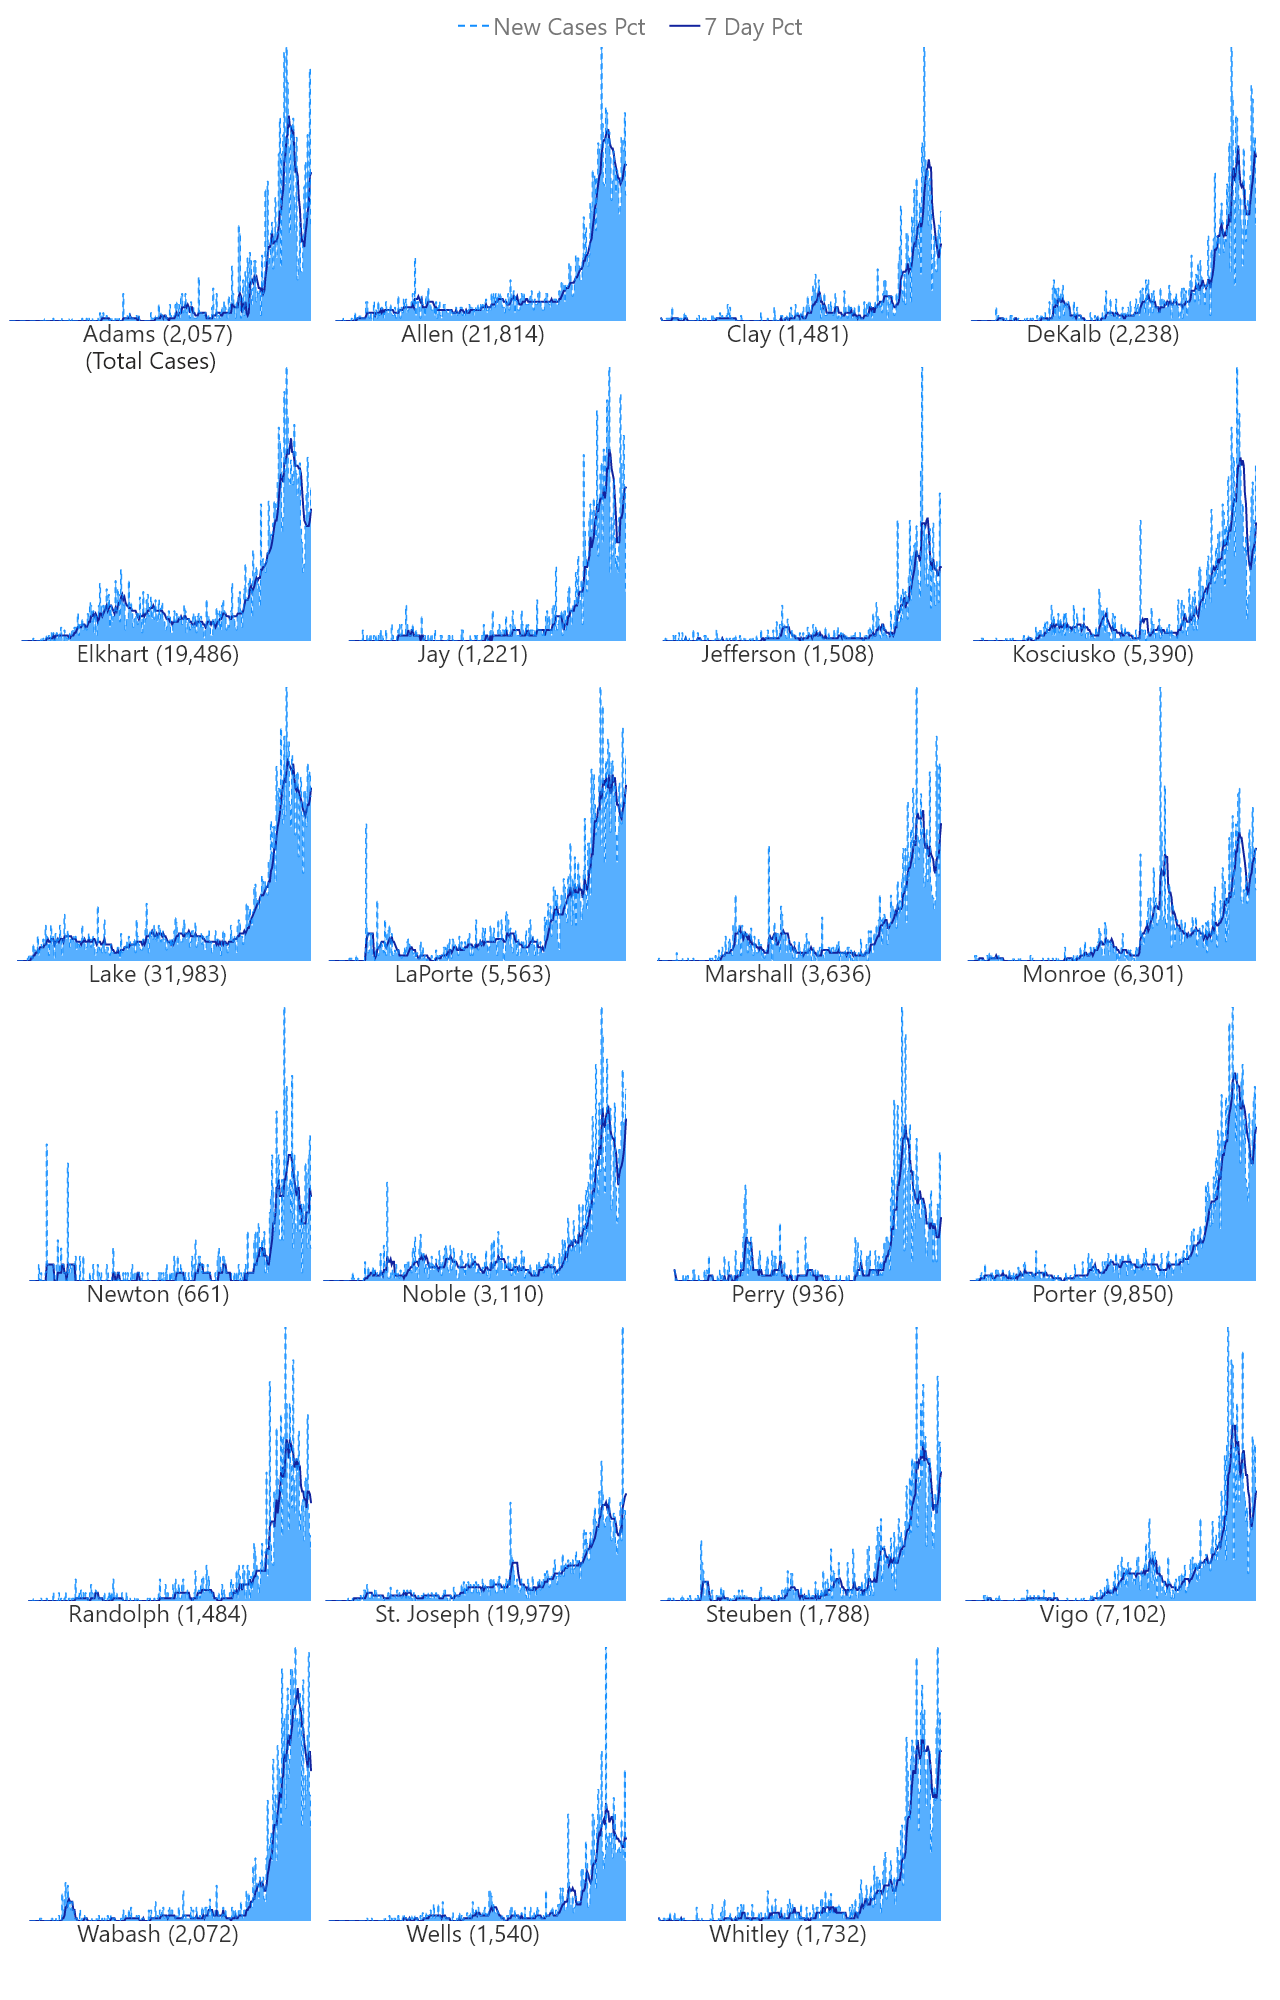 New Cases Pct 7 Day Pct
Adams (2,057)
(Total Cases)
Allen (21,814)
Clay (1,481)
DeKalb (2,238)
Elkhart (19,486)
Jay (1,221)
Jefferson (1,508)
Kosciusko (5,390)
Lake (31,983)
LaPorte (5,563)
Marshall (3,636)
Monroe (6,301)
Newton (661)
Noble (3,110)
Perry (936)
Porter (9,850)
Randolph (1,484)
St. Joseph (19,979)
Steuben (1,788)
Vigo (7,102)
Wabash (2,072)
Wells (1,540)
Whitley (1,732)